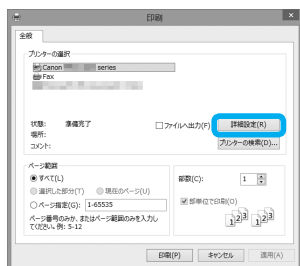 印刷
全般
プリンターの選択
Canon series
Fax
状態: 準備完了
場所:
コメント:
ファイルへ出力(F)
詳細設定(R)
プリンターの検索(D)...
ページ範囲
すべて(L)
選択した部分(T) 現在のページ(U)
ページ指定(G): 1-65535
ページ番号のみか、またはページ範囲のみを入力し
てください。例: 5-12
部数(C): 1
部単位で印刷(O)
1 2 3 1 2 3
印刷(P) キャンセル 適用(A)